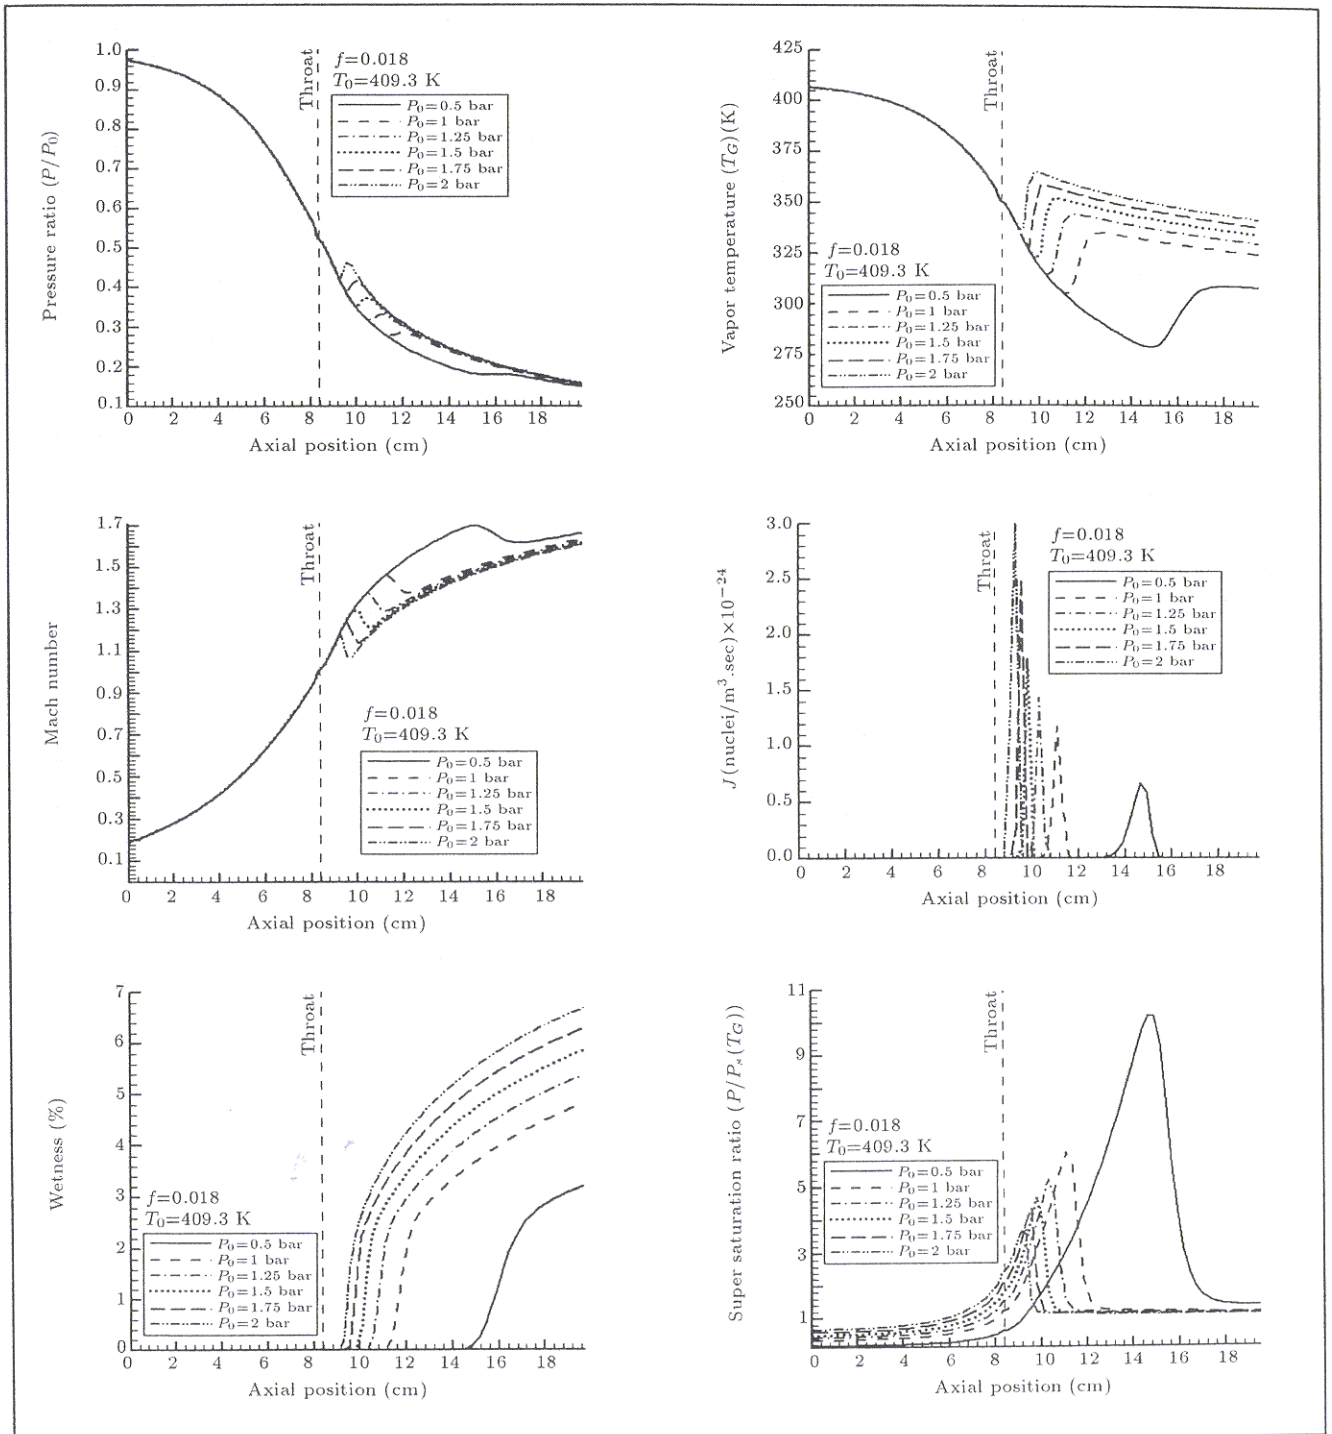 Pressure ratio (P/P₀)
1.0
0.9
0.8
0.7
0.6
0.5
0.4
0.3
0.2
0.1
Throat
f=0.018
T₀=409.3 K
P₀=0.5 bar
P₀=1 bar
P₀=1.25 bar
P₀=1.5 bar
P₀=1.75 bar
P₀=2 bar
0 2 4 6 8 10 12 14 16 18
Axial position (cm)
Vapor temperature (T_G)(K)
425
400
375
350
325
300
275
250
Throat
f=0.018
T₀=409.3 K
P₀=0.5 bar
P₀=1 bar
P₀=1.25 bar
P₀=1.5 bar
P₀=1.75 bar
P₀=2 bar
0 2 4 6 8 10 12 14 16 18
Axial position (cm)
Mach number
1.7
1.5
1.3
1.1
0.9
0.7
0.5
0.3
0.1
Throat
f=0.018
T₀=409.3 K
P₀=0.5 bar
P₀=1 bar
P₀=1.25 bar
P₀=1.5 bar
P₀=1.75 bar
P₀=2 bar
0 2 4 6 8 10 12 14 16 18
Axial position (cm)
J(nuclei/m³.sec)×10⁻²⁴
3.0
2.5
2.0
1.5
1.0
0.5
0.0
Throat
f=0.018
T₀=409.3 K
P₀=0.5 bar
P₀=1 bar
P₀=1.25 bar
P₀=1.5 bar
P₀=1.75 bar
P₀=2 bar
0 2 4 6 8 10 12 14 16 18
Axial position (cm)
Wetness (%)
7
6
5
4
3
2
1
0
Throat
f=0.018
T₀=409.3 K
P₀=0.5 bar
P₀=1 bar
P₀=1.25 bar
P₀=1.5 bar
P₀=1.75 bar
P₀=2 bar
0 2 4 6 8 10 12 14 16 18
Axial position (cm)
Super saturation ratio (P/Pₛ(T_G))
11
9
7
5
3
1
Throat
f=0.018
T₀=409.3 K
P₀=0.5 bar
P₀=1 bar
P₀=1.25 bar
P₀=1.5 bar
P₀=1.75 bar
P₀=2 bar
0 2 4 6 8 10 12 14 16 18
Axial position (cm)